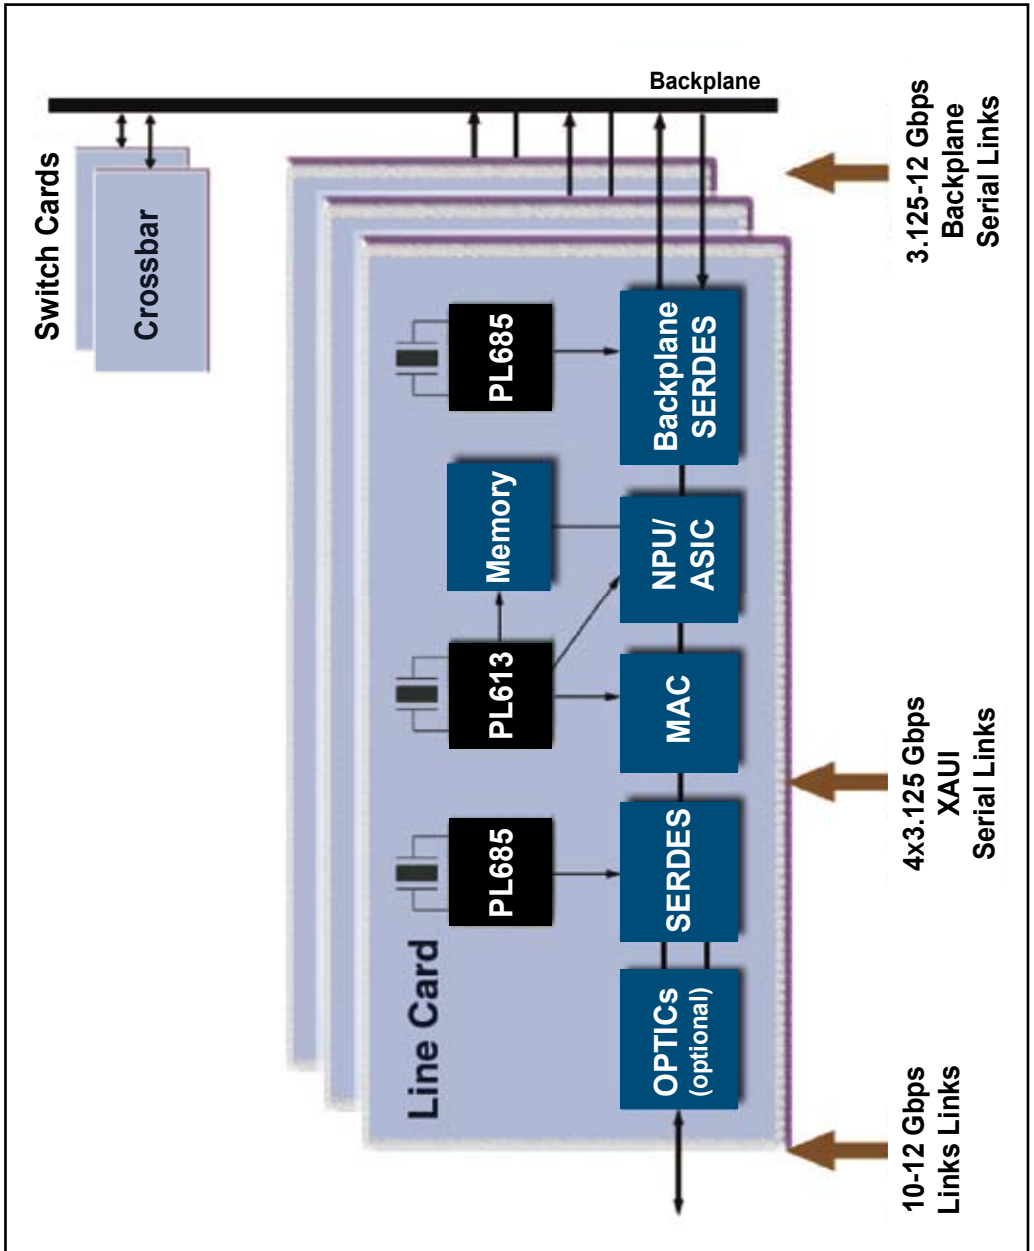 Backplane
Switch Cards
Crossbar
3.125-12 Gbps
Backplane
Serial Links
PL685
Backplane
SERDES
Memory
NPU/
ASIC
PL613
MAC
4x3.125 Gbps
XAUI
Serial Links
PL685
SERDES
Line Card
OPTICs
(optional)
10-12 Gbps
Links Links